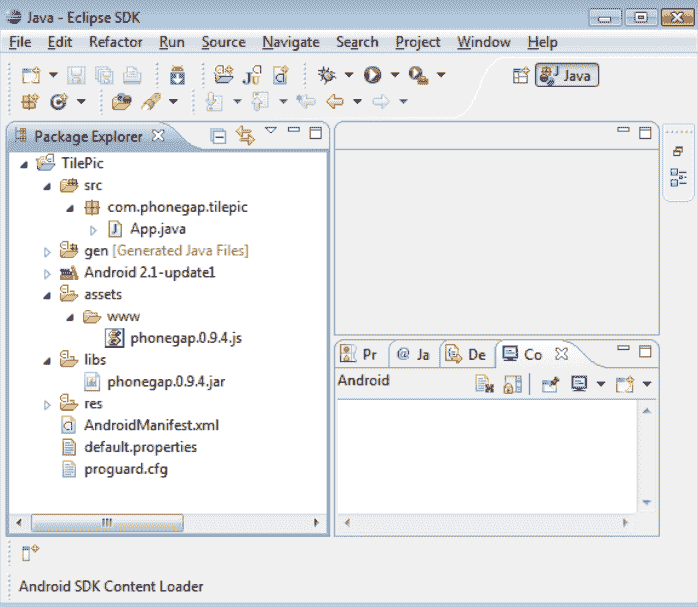 Java - Eclipse SDK
File Edit Refactor Run Source Navigate Search Project Window Help
Java
Package Explorer
TilePic
src
com.phonegap.tilepic
App.java
gen [Generated Java Files]
Android 2.1-update1
assets
www
phonegap.0.9.4.js
libs
phonegap.0.9.4.jar
res
AndroidManifest.xml
default.properties
proguard.cfg
Pr @ Ja De Co
Android
Android SDK Content Loader